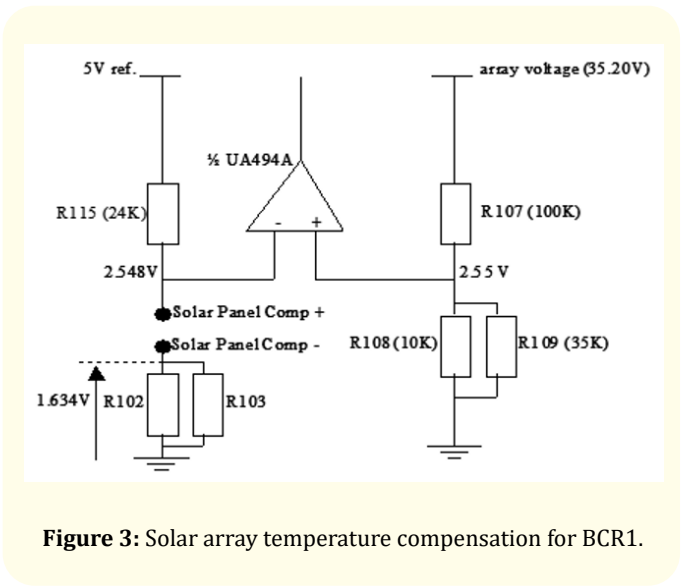 5V ref.
array voltage (35.20V)
½ UA494A
R115 (24K)
- +
R107 (100K)
2.548V
2.55 V
Solar Panel Comp +
Solar Panel Comp -
R108 (10K)
R109 (35K)
1.634V
R102
R103
Figure 3: Solar array temperature compensation for BCR1.